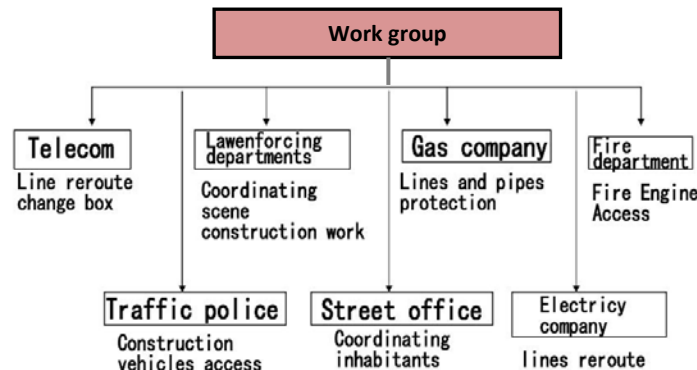 Work group
Telecom
Line reroute
change box
Lawenforcing
departments
Coordinating
scene
construction work
Gas company
Lines and pipes
protection
Fire
department
Fire Engine
Access
Traffic police
Construction
vehicles access
Street office
Coordinating
inhabitants
Electricy
company
lines reroute